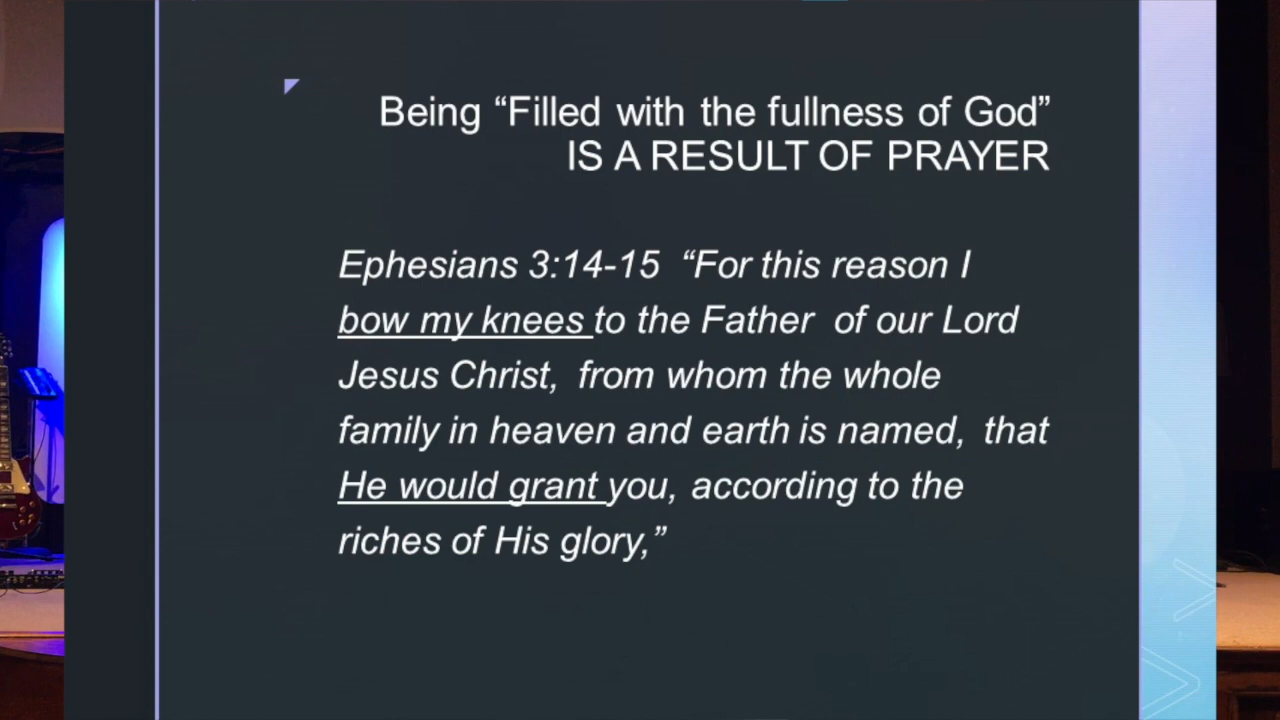 Being “Filled with the fullness of God”
IS A RESULT OF PRAYER
Ephesians 3:14-15 “For this reason I
bow my knees to the Father of our Lord
Jesus Christ, from whom the whole
family in heaven and earth is named, that
He would grant you, according to the
riches of His glory,”